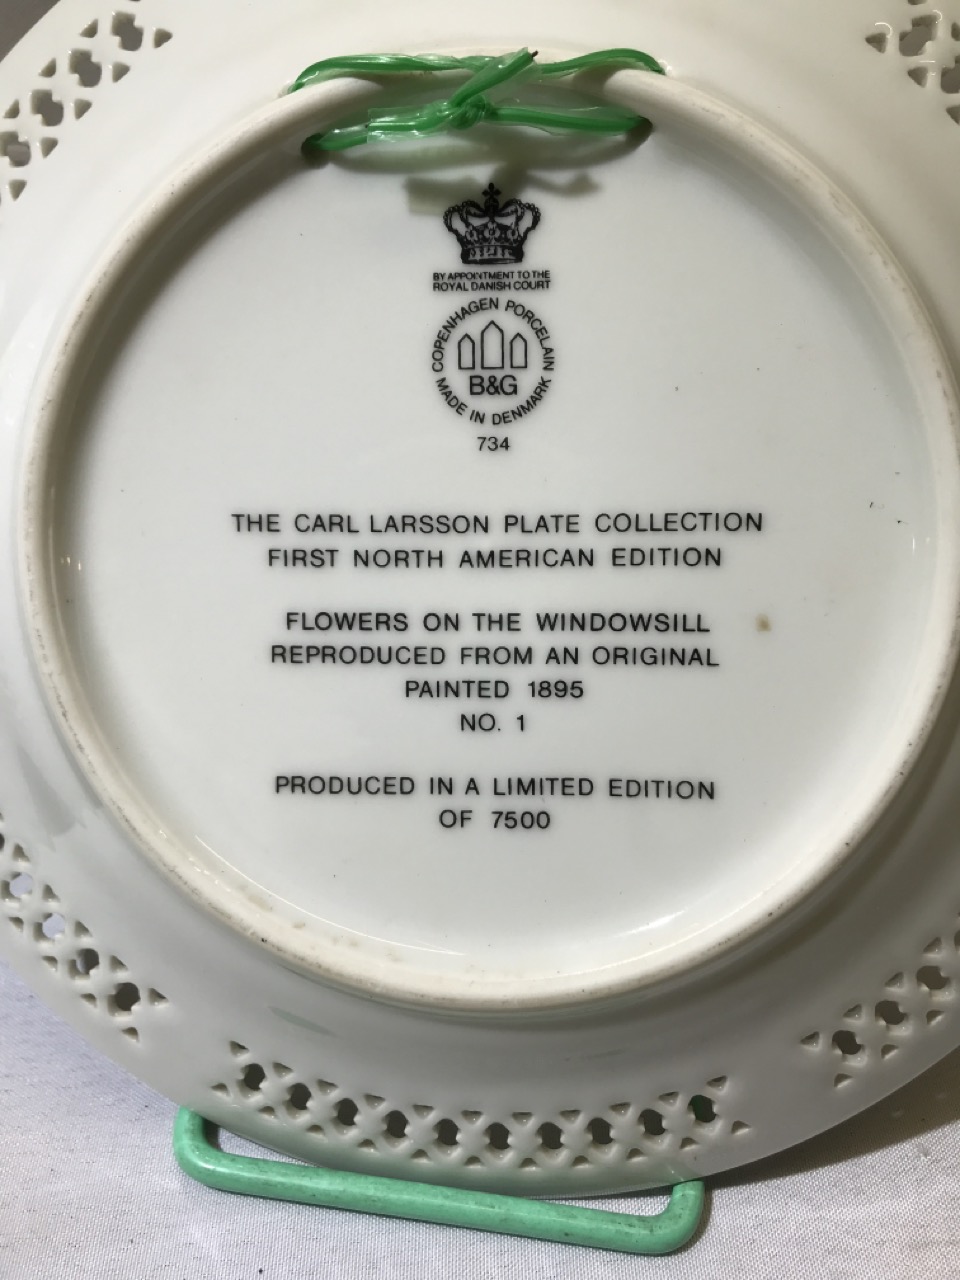 BY APPOINTMENT TO THE
ROYAL DANISH COURT
COPENHAGEN PORCELAIN
B&G
MADE IN DENMARK
734
THE CARL LARSSON PLATE COLLECTION
FIRST NORTH AMERICAN EDITION
FLOWERS ON THE WINDOWSILL
REPRODUCED FROM AN ORIGINAL
PAINTED 1895
NO. 1
PRODUCED IN A LIMITED EDITION
OF 7500